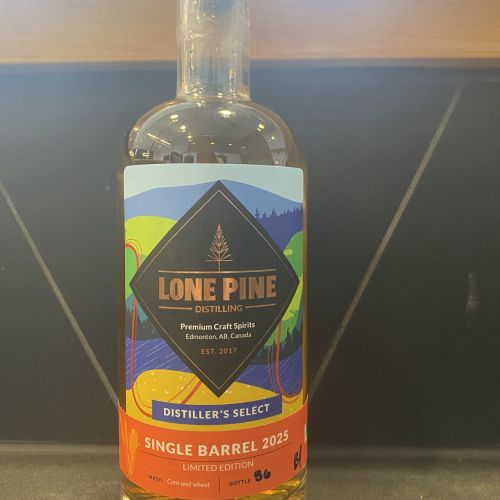 LONE PINE
DISTILLING
Premium Craft Spirits
Edmonton, AB, Canada
EST. 2017
DISTILLER'S SELECT
SINGLE BARREL 2025
LIMITED EDITION
MASH: Corn and wheat BOTTLE: 56